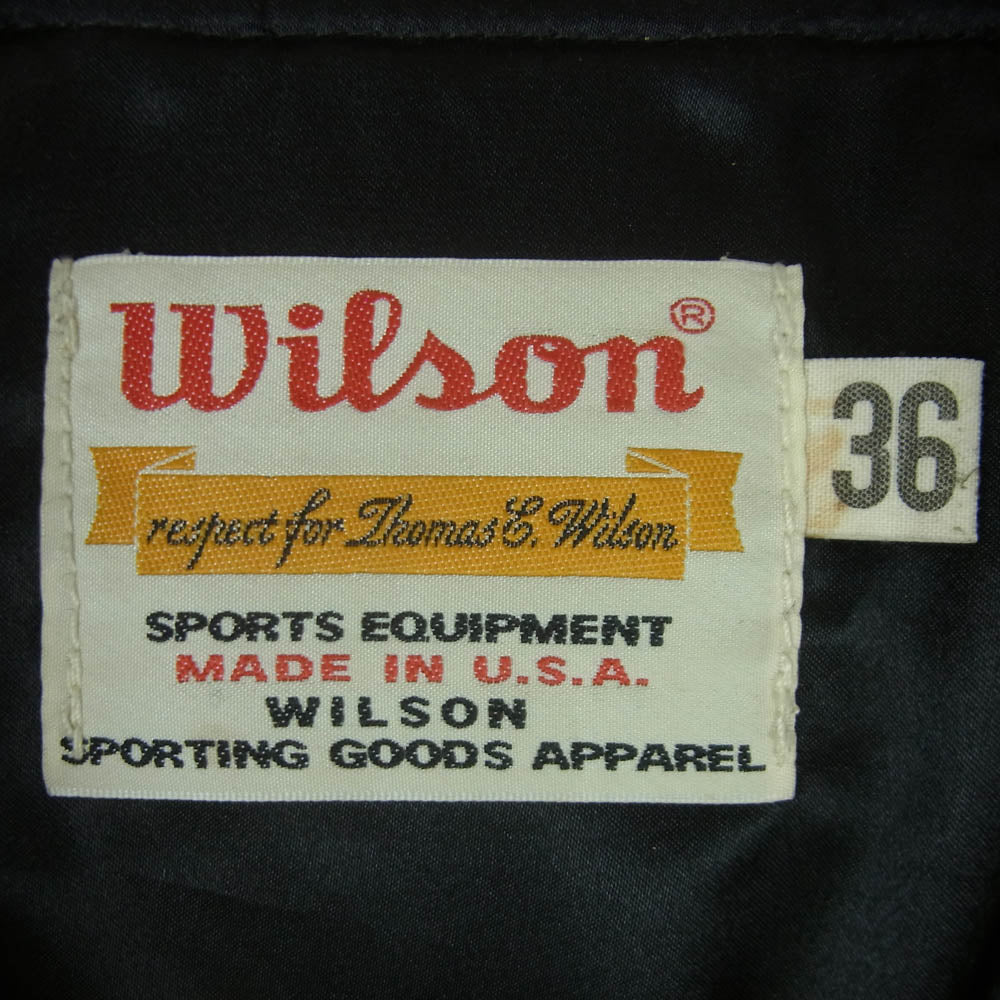 Wilson®
36
respect for Thomas E. Wilson
SPORTS EQUIPMENT
MADE IN U.S.A.
WILSON
SPORTING GOODS APPAREL